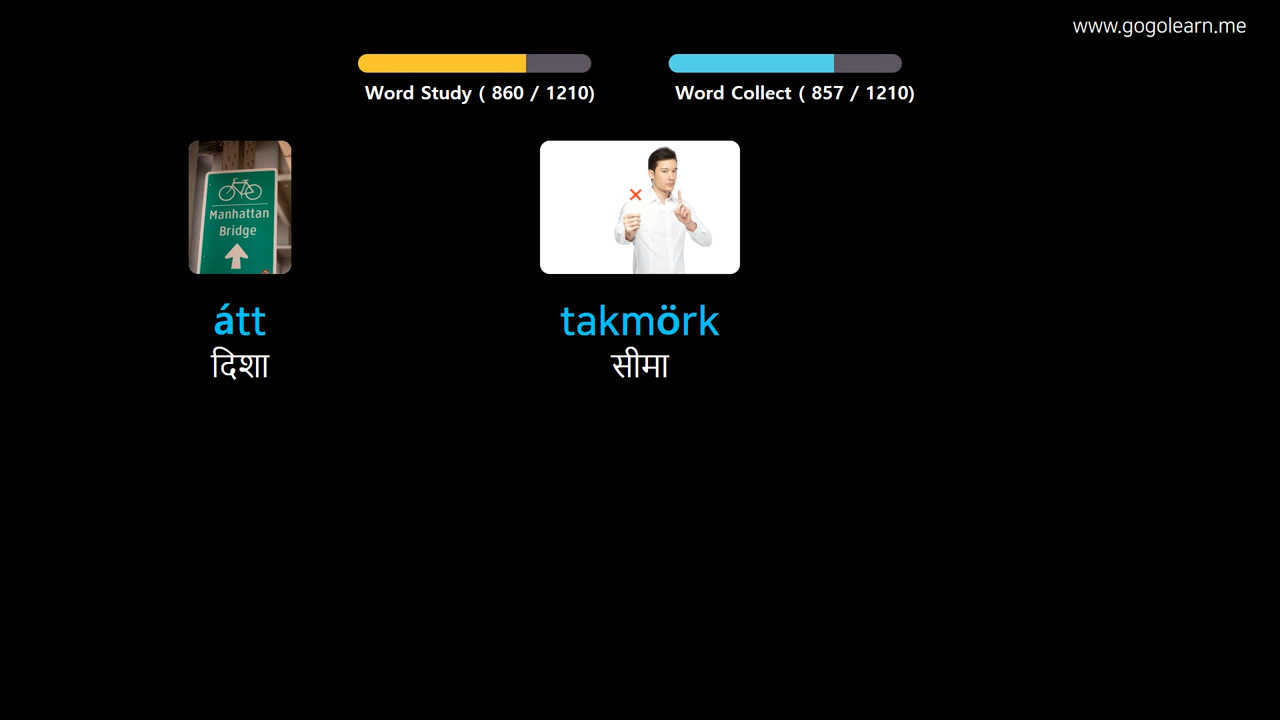 www.gogolearn.me
Word Study ( 860 / 1210)
Word Collect ( 857 / 1210)
Manhattan
Bridge
átt
takmörk
दिशा
सीमा